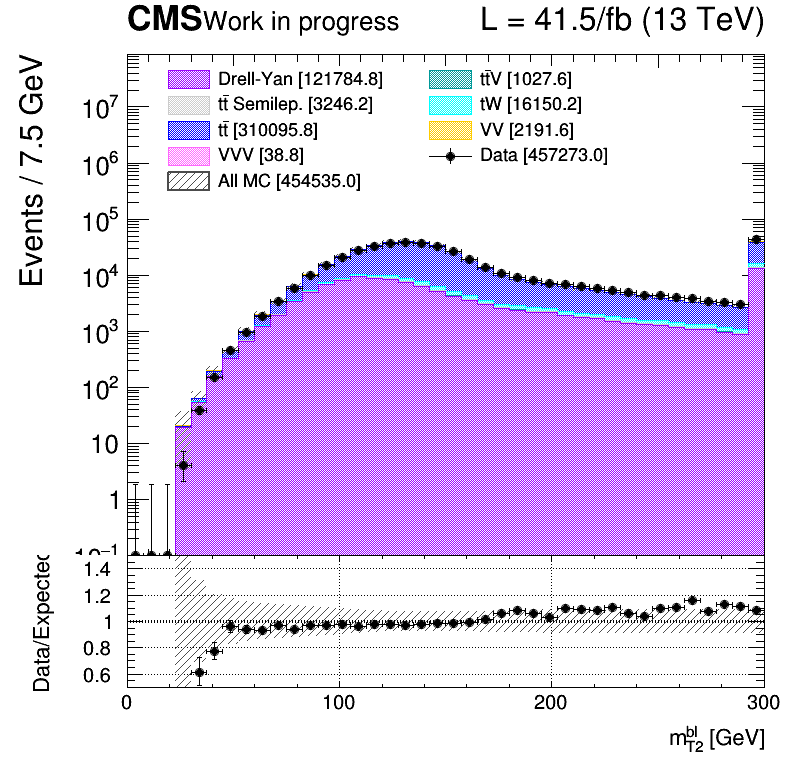 CMS Work in progress L = 41.5/fb (13 TeV)
Events / 7.5 GeV
Drell-Yan [121784.8]
tt̄V [1027.6]
tt̄ Semilep. [3246.2]
tW [16150.2]
tt̄ [310095.8]
VV [2191.6]
VVV [38.8]
Data [457273.0]
All MC [454535.0]
10⁷
10⁶
10⁵
10⁴
10³
10²
10
1
10⁻¹
Data/Expected
1.4
1.2
1
0.8
0.6
0 100 200 300
m_{T2}^{bl} [GeV]